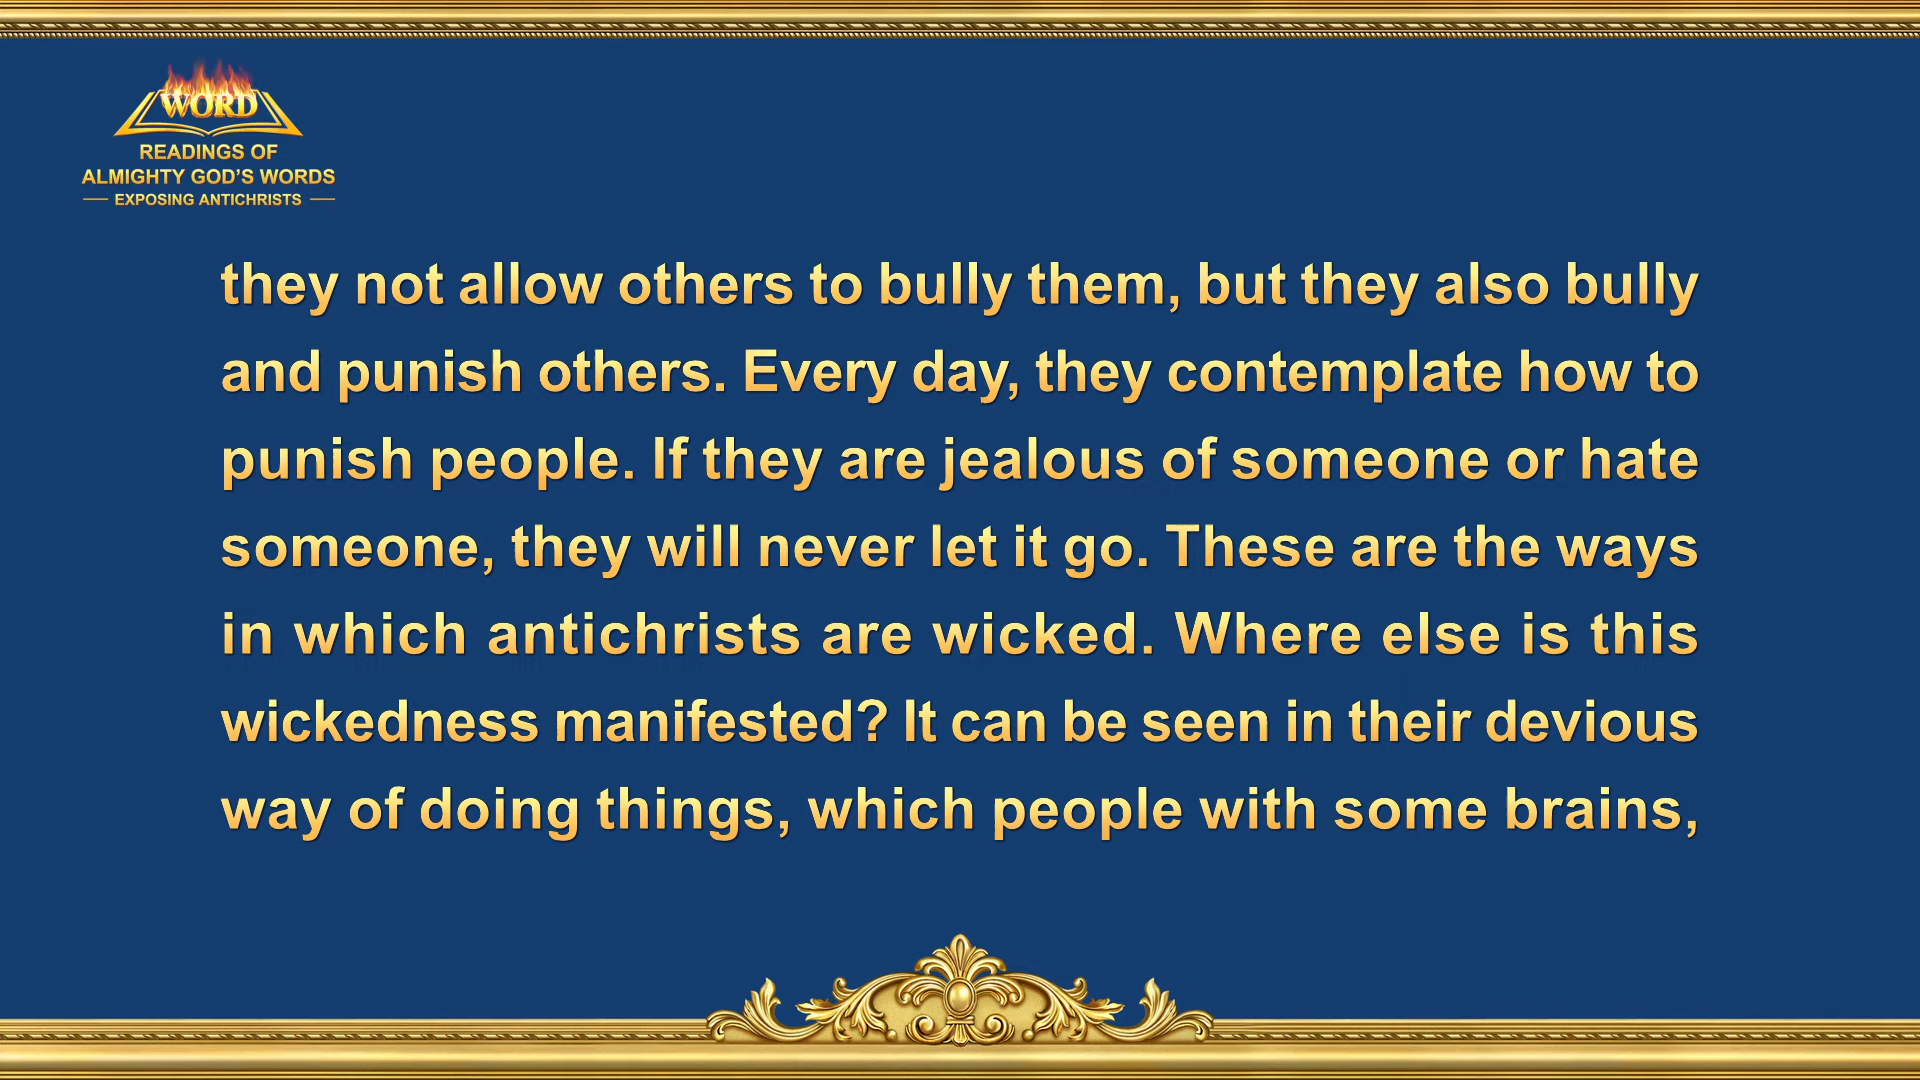 WORD
READINGS OF
ALMIGHTY GOD'S WORDS
EXPOSING ANTICHRISTS
they not allow others to bully them, but they also bully
and punish others. Every day, they contemplate how to
punish people. If they are jealous of someone or hate
someone, they will never let it go. These are the ways
in which antichrists are wicked. Where else is this
wickedness manifested? It can be seen in their devious
way of doing things, which people with some brains,